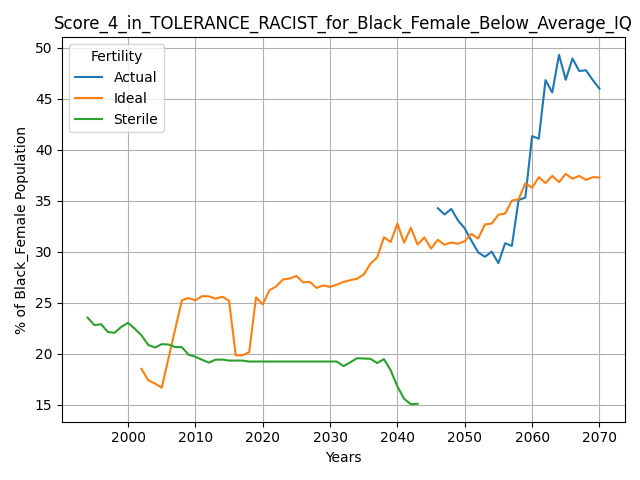 Score_4_in_TOLERANCE_RACIST_for_Black_Female_Below_Average_IQ
Fertility
Actual
Ideal
Sterile
% of Black_Female Population
50
45
40
35
30
25
20
15
2000 2010 2020 2030 2040 2050 2060 2070
Years